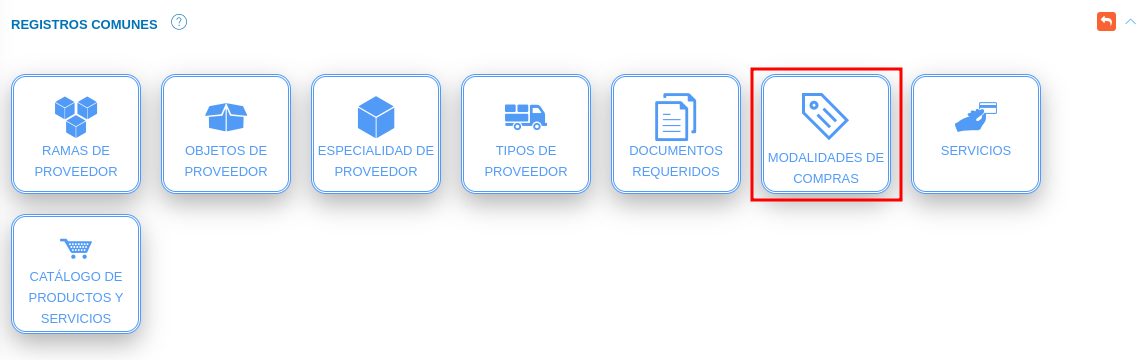 REGISTROS COMUNES ?
RAMAS DE
PROVEEDOR
OBJETOS DE
PROVEEDOR
ESPECIALIDAD DE
PROVEEDOR
TIPOS DE
PROVEEDOR
DOCUMENTOS
REQUERIDOS
MODALIDADES DE
COMPRAS
SERVICIOS
CATÁLOGO DE
PRODUCTOS Y
SERVICIOS